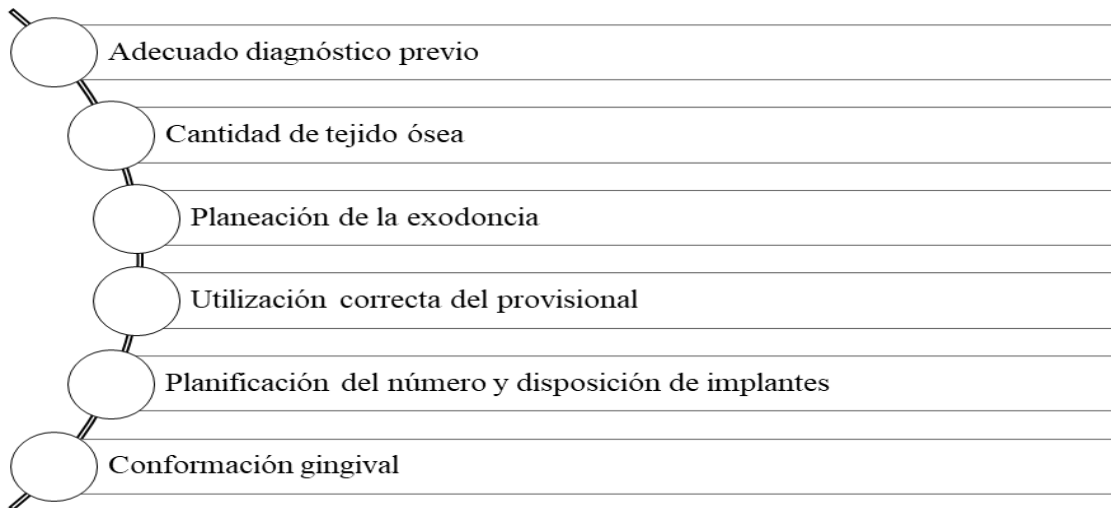 Adecuado diagnóstico previo
Cantidad de tejido ósea
Planeación de la exodoncia
Utilización correcta del provisional
Planificación del número y disposición de implantes
Conformación gingival